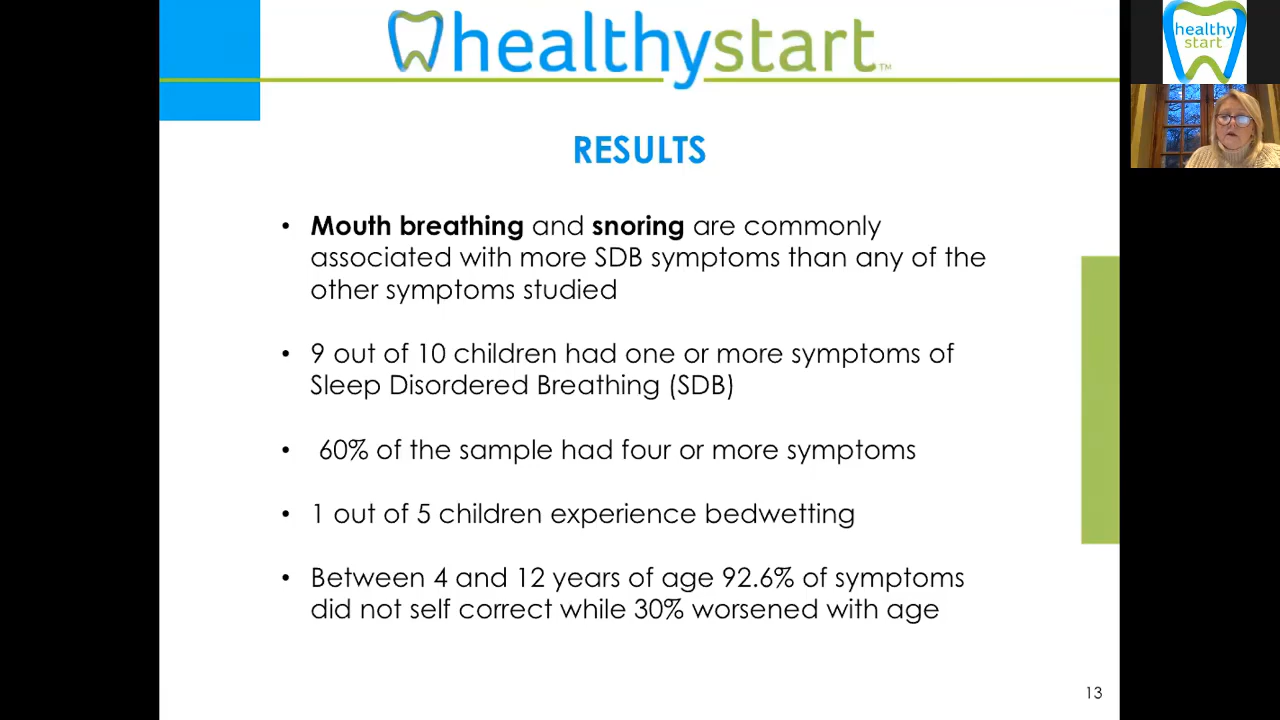 healthystart™
healthy
start
RESULTS
• Mouth breathing and snoring are commonly
associated with more SDB symptoms than any of the
other symptoms studied
• 9 out of 10 children had one or more symptoms of
Sleep Disordered Breathing (SDB)
• 60% of the sample had four or more symptoms
• 1 out of 5 children experience bedwetting
• Between 4 and 12 years of age 92.6% of symptoms
did not self correct while 30% worsened with age
13